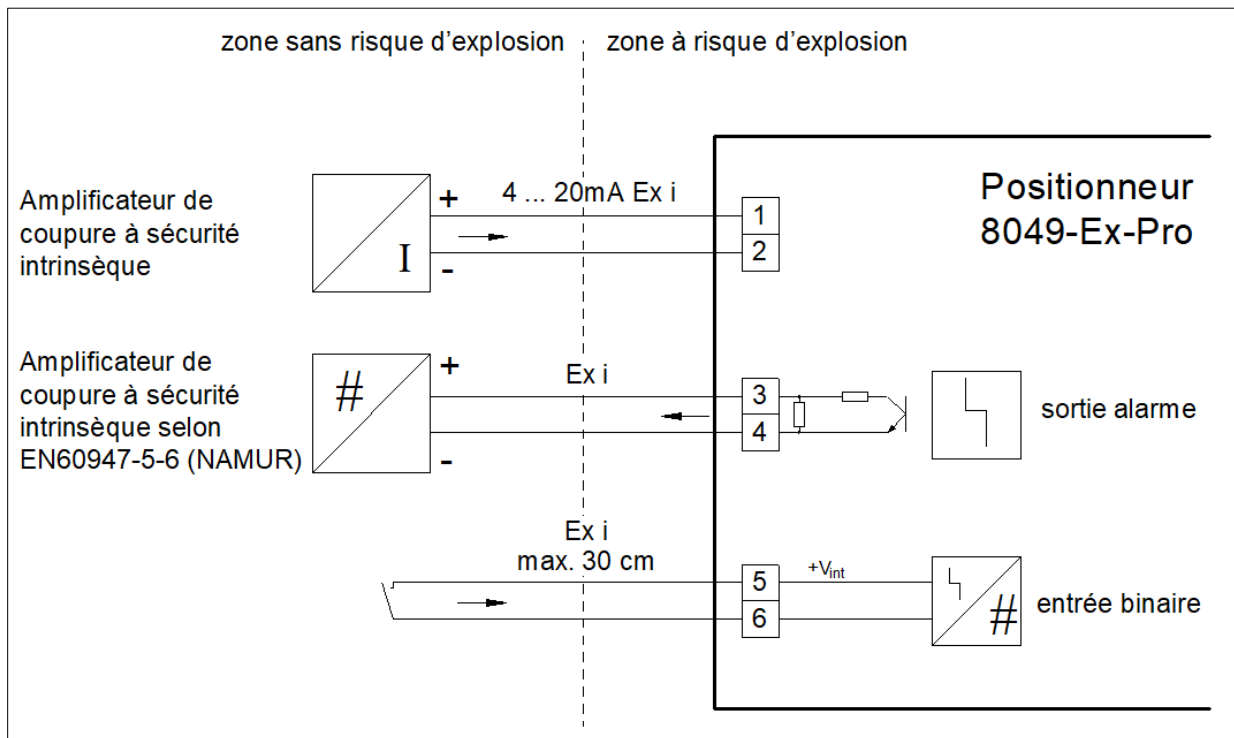 zone sans risque d'explosion
zone à risque d'explosion
Amplificateur de
coupure à sécurité
intrinsèque
+
I
-
4 ... 20mA Ex i
1
2
Positionneur
8049-Ex-Pro
Amplificateur de
coupure à sécurité
intrinsèque selon
EN60947-5-6 (NAMUR)
#
+
-
Ex i
3
4
sortie alarme
Ex i
max. 30 cm
5
6
+Vint
#
entrée binaire